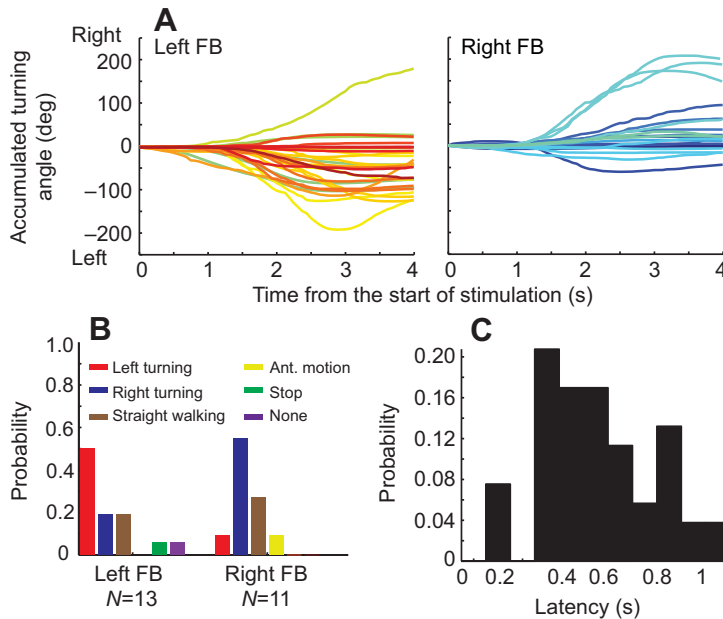 A
Right
Left FB
Right FB
200
100
0
–100
–200
Left
Accumulated turning
angle (deg)
0 1 2 3 4
0 1 2 3 4
Time from the start of stimulation (s)
B
1.0
0.8
0.6
0.4
0.2
0
Probability
Left turning
Right turning
Straight walking
Ant. motion
Stop
None
Left FB
N=13
Right FB
N=11
C
0.20
0.16
0.12
0.08
0.04
Probability
0 0.2 0.4 0.6 0.8 1
Latency (s)